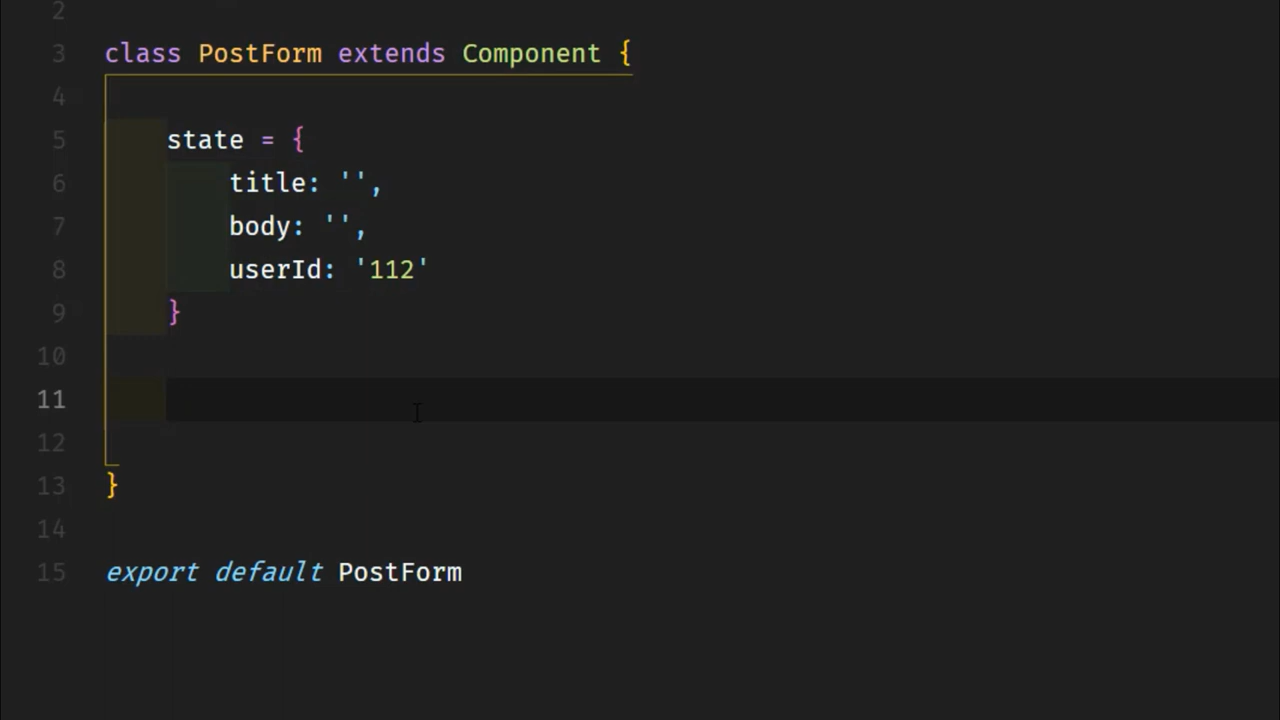 2
3 class PostForm extends Component {
4
5 state = {
6 title: '',
7 body: '',
8 userId: '112'
9 }
10
11
12
13 }
14
15 export default PostForm